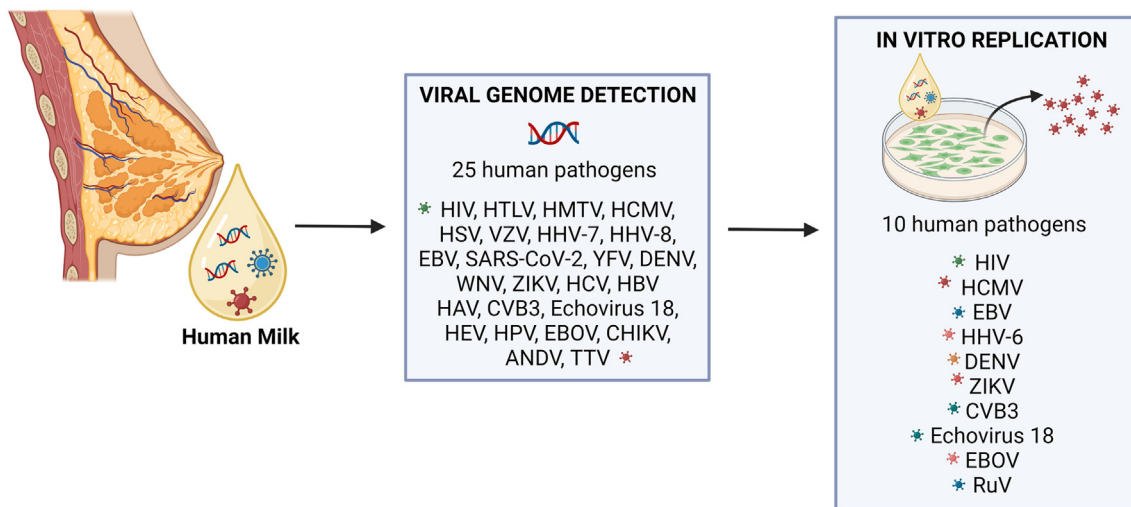 Human Milk
VIRAL GENOME DETECTION
25 human pathogens
HIV, HTLV, HMTV, HCMV,
HSV, VZV, HHV-7, HHV-8,
EBV, SARS-CoV-2, YFV, DENV,
WNV, ZIKV, HCV, HBV
HAV, CVB3, Echovirus 18,
HEV, HPV, EBOV, CHIKV,
ANDV, TTV
IN VITRO REPLICATION
10 human pathogens
HIV
HCMV
EBV
HHV-6
DENV
ZIKV
CVB3
Echovirus 18
EBOV
RuV